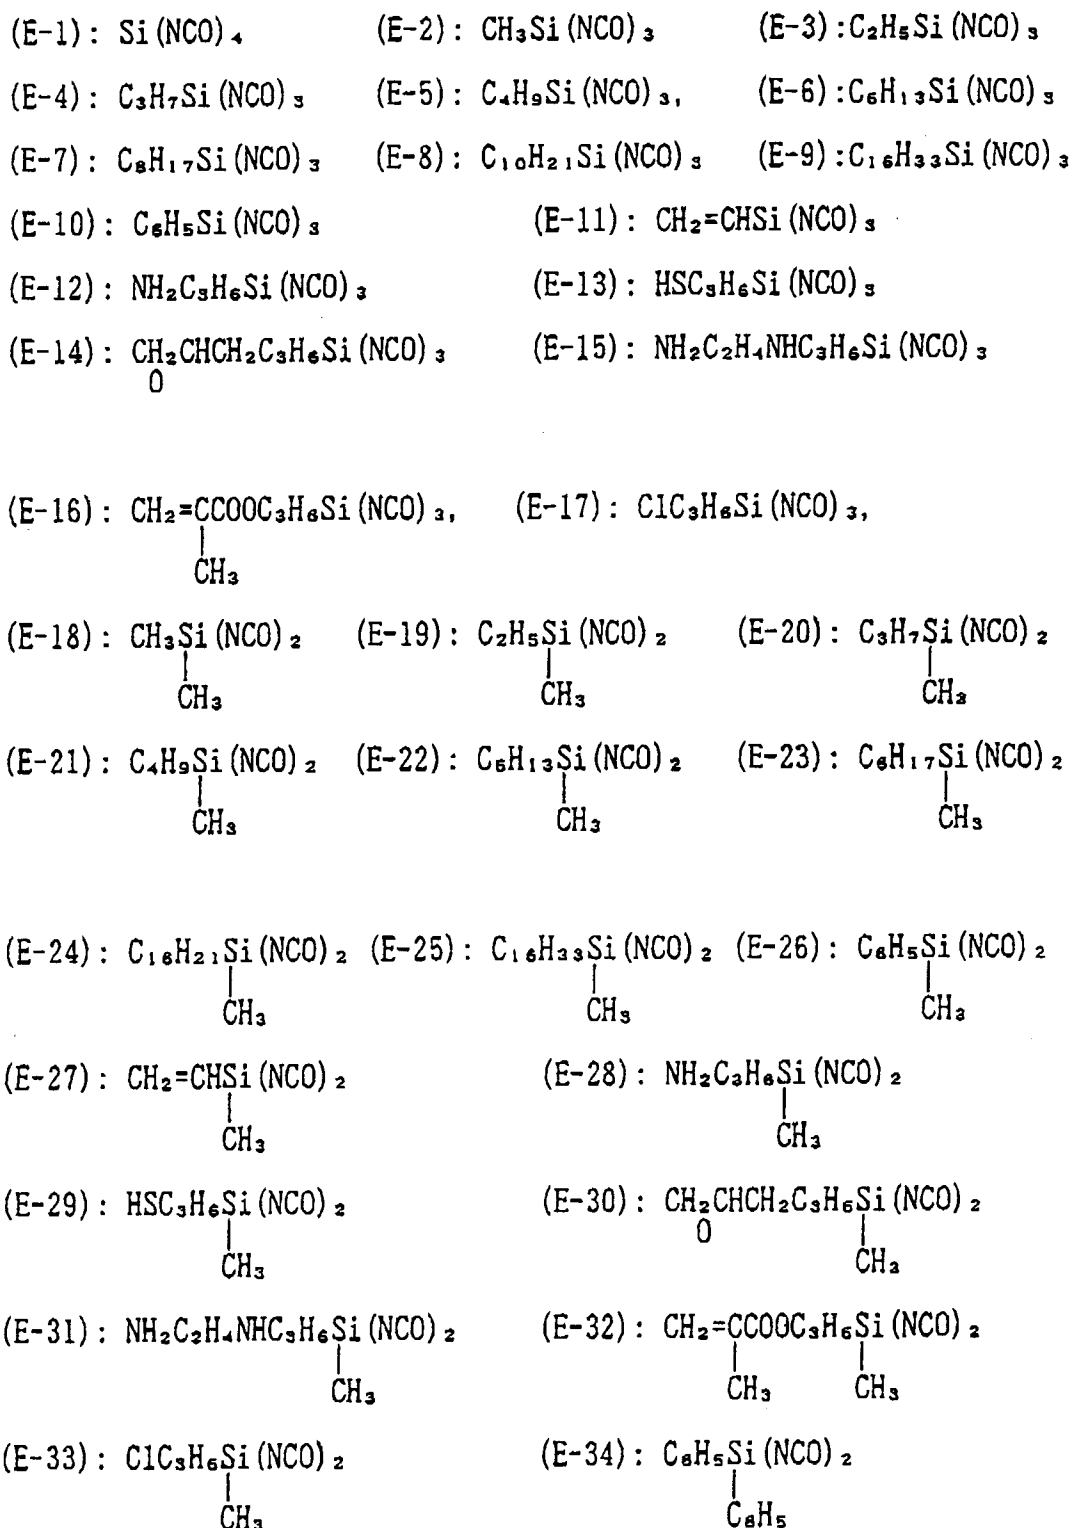 (E-1): Si(NCO)₄ (E-2): CH₃Si(NCO)₃ (E-3):C₂H₅Si(NCO)₃
(E-4): C₃H₇Si(NCO)₃ (E-5): C₄H₉Si(NCO)₃, (E-6):C₆H₁₃Si(NCO)₃
(E-7): C₈H₁₇Si(NCO)₃ (E-8): C₁₀H₂₁Si(NCO)₃ (E-9):C₁₆H₃₃Si(NCO)₃
(E-10): C₆H₅Si(NCO)₃ (E-11): CH₂=CHSi(NCO)₃
(E-12): NH₂C₃H₆Si(NCO)₃ (E-13): HSC₃H₆Si(NCO)₃
(E-14): CH₂CHCH₂C₃H₆Si(NCO)₃ (E-15): NH₂C₂H₄NHC₃H₆Si(NCO)₃
O
(E-16): CH₂=CCOOC₃H₆Si(NCO)₃, (E-17): ClC₃H₆Si(NCO)₃,
CH₃
(E-18): CH₃Si(NCO)₂ (E-19): C₂H₅Si(NCO)₂ (E-20): C₃H₇Si(NCO)₂
CH₃ CH₃ CH₃
(E-21): C₄H₉Si(NCO)₂ (E-22): C₆H₁₃Si(NCO)₂ (E-23): C₈H₁₇Si(NCO)₂
CH₃ CH₃ CH₃
(E-24): C₁₆H₂₁Si(NCO)₂ (E-25): C₁₆H₃₃Si(NCO)₂ (E-26): C₆H₅Si(NCO)₂
CH₃ CH₃ CH₃
(E-27): CH₂=CHSi(NCO)₂ (E-28): NH₂C₃H₆Si(NCO)₂
CH₃ CH₃
(E-29): HSC₃H₆Si(NCO)₂ (E-30): CH₂CHCH₂C₃H₆Si(NCO)₂
O
CH₃ CH₃
(E-31): NH₂C₂H₄NHC₃H₆Si(NCO)₂ (E-32): CH₂=CCOOC₃H₆Si(NCO)₂
CH₃ CH₃ CH₃
(E-33): ClC₃H₆Si(NCO)₂ (E-34): C₆H₅Si(NCO)₂
CH₃ C₆H₅